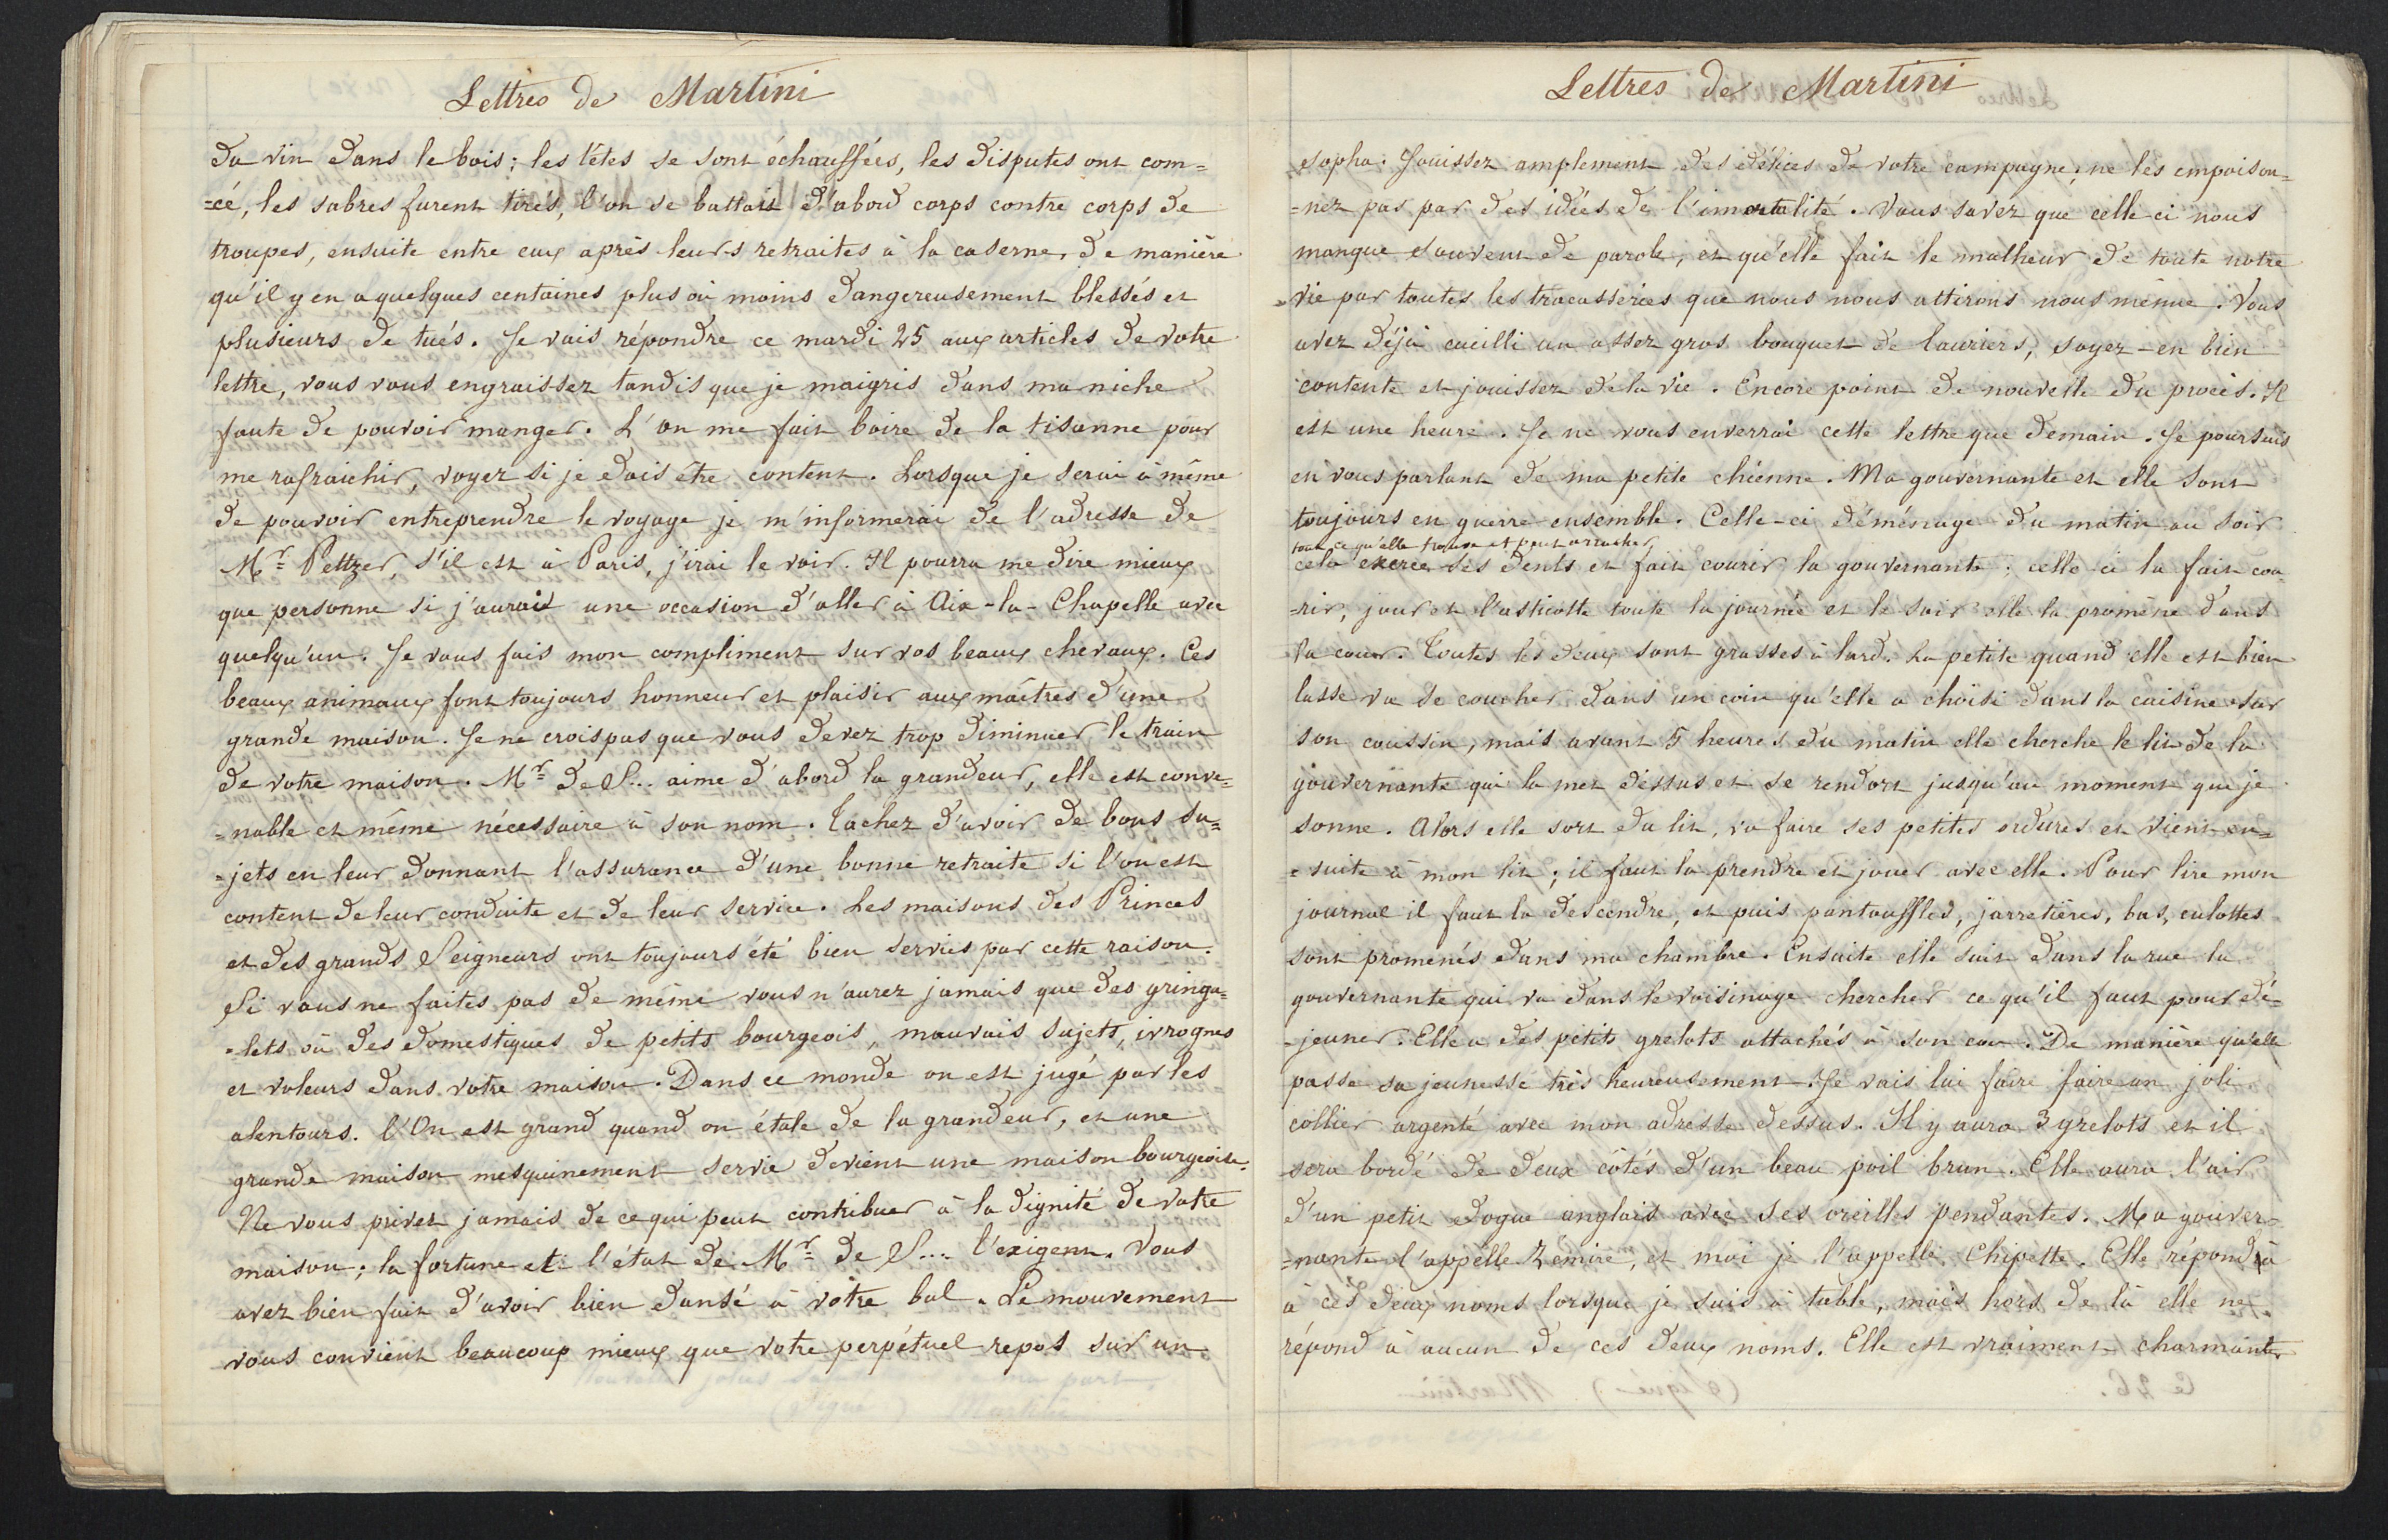 Lettres de Martini
du vin dans le bois; les têtes se sont échauffées, les disputes ont com=
=cé, les sabres furent tirés, l'on se battait d'abord corps contre corps de
troupes, ensuite entre eux après leurs retraites à la caserne, de manière
qu'il y en a quelques centaines plus où moins dangereusement blessés et
plusieurs de tués. Je vais répondre ce mardi 25 aux articles de votre
lettre, vous vous engraissez tandis que je maigris dans ma niche
faute de pouvoir manger. L'on me fait boire de la tisanne pour
me rafraichir, voyez si je dois être content. Lorsque je serai à même
de pouvoir entreprendre le voyage je m'informerai de l'adresse de
Mr Peltzer, s'il est à Paris, j'irai le voir. Il pourra me dire mieux
que personne si j'aurais une occasion d'aller à Aix-la-Chapelle avec
quelqu'un. Je vous fais mon compliment sur vos beaux chevaux. Ces
beaux animaux font toujours honneur et plaisir aux maîtres d'une
grande maison. Je ne crois pas que vous devez trop diminuer le train
de votre maison. Mr de S... aime d'abord la grandeur, elle est conve=
=nable et même nécessaire à son nom. Tachez d'avoir de bons su=
=jets en leur donnant l'assurance d'une bonne retraite si l'on est
content de leur conduite et de leur service. Les maisons des Princes
et des grands Seigneurs ont toujours été bien servies par cette raison.
Si vous ne faites pas de même vous n'aurez jamais que des gringa=
=lets où des domestiques de petits bourgeois, mauvais sujets, ivrognes
et voleurs dans votre maison. Dans ce monde on est jugé par les
alentours. l'On est grand quand on étale de la grandeur, et une
grande maison mesquinement servie devient une maison bourgeoise.
Ne vous privez jamais de ce qui peut contribuer à la dignité de votre
maison; la fortune et l'état de Mr de S... l'exigent. Vous
avez bien fait d'avoir bien dansé à vôtre bal. Le mouvement
vous convient beaucoup mieux que votre perpétuel repos sur un
Lettres de Martini
sopha. Jouissez amplement des délices de votre campagne, ne les empoison=
=nez pas par des idées de l'imortalité. Vous savez que celle ci nous
manque souvent de parole, et qu'elle fait le malheur de toute notre
vie par toutes les tracasseries que nous nous attirons nous même. Vous
avez déjà cueilli un assez gros bouquet de lauriers, soyez-en bien
contente et jouissez de la vie. Encore point de nouvelle du procès. Il
est une heure. Je ne vous enverrai cette lettre que demain. Je poursuis
en vous parlant de ma petite chienne. Ma gouvernante et elle sont
toujours en guerre ensemble. Celle-ci déménage du matin au soir
tout ce qu'elle trouve et peut arracher,
cela exerce ses dents et fait courir la gouvernante; celle-ci la fait cou=
=rir, jouer et l'asticotte toute la journée et le soir elle la promène dans
la cour. Toutes les deux sont grasses à lard. La petite quand elle est bien
lasse va se coucher dans un coin qu'elle a choisi dans la cuisine sur
son coussin, mais avant 5 heures du matin elle cherche le lit de la
gouvernante qui la met dessus et se rendort jusqu'au moment que je
sonne. Alors elle sort du lit, va faire ses petites ordures et vient en=
=suite à mon lit; il faut la prendre et jouer avec elle. Pour lire mon
journal il faut la descendre, et puis pantouffles, jarretières, bas, culottes
sont promenés dans ma chambre. Ensuite elle suit dans la rue la
gouvernante qui va dans le voisinage chercher ce qu'il faut pour dé-
-jeuner. Elle a des petits grelots attachés à son cou. De manière qu'elle
passe sa jeunesse très heureusement. Je vais lui faire faire un joli
collier argenté avec mon adresse dessus. Il y aura 3 grelots et il
sera bordé de deux côtés d'un beau poil brun. Elle aura l'air
d'un petit dogue anglais avec ses oreilles pendantes. Ma gouver=
=nante l'appelle Zémire, et moi je l'appelle Chipette. Elle répond à
à ces deux noms lorsque je suis à table, mais hors de là elle ne
répond à aucun de ces deux noms. Elle est vraiment charmante